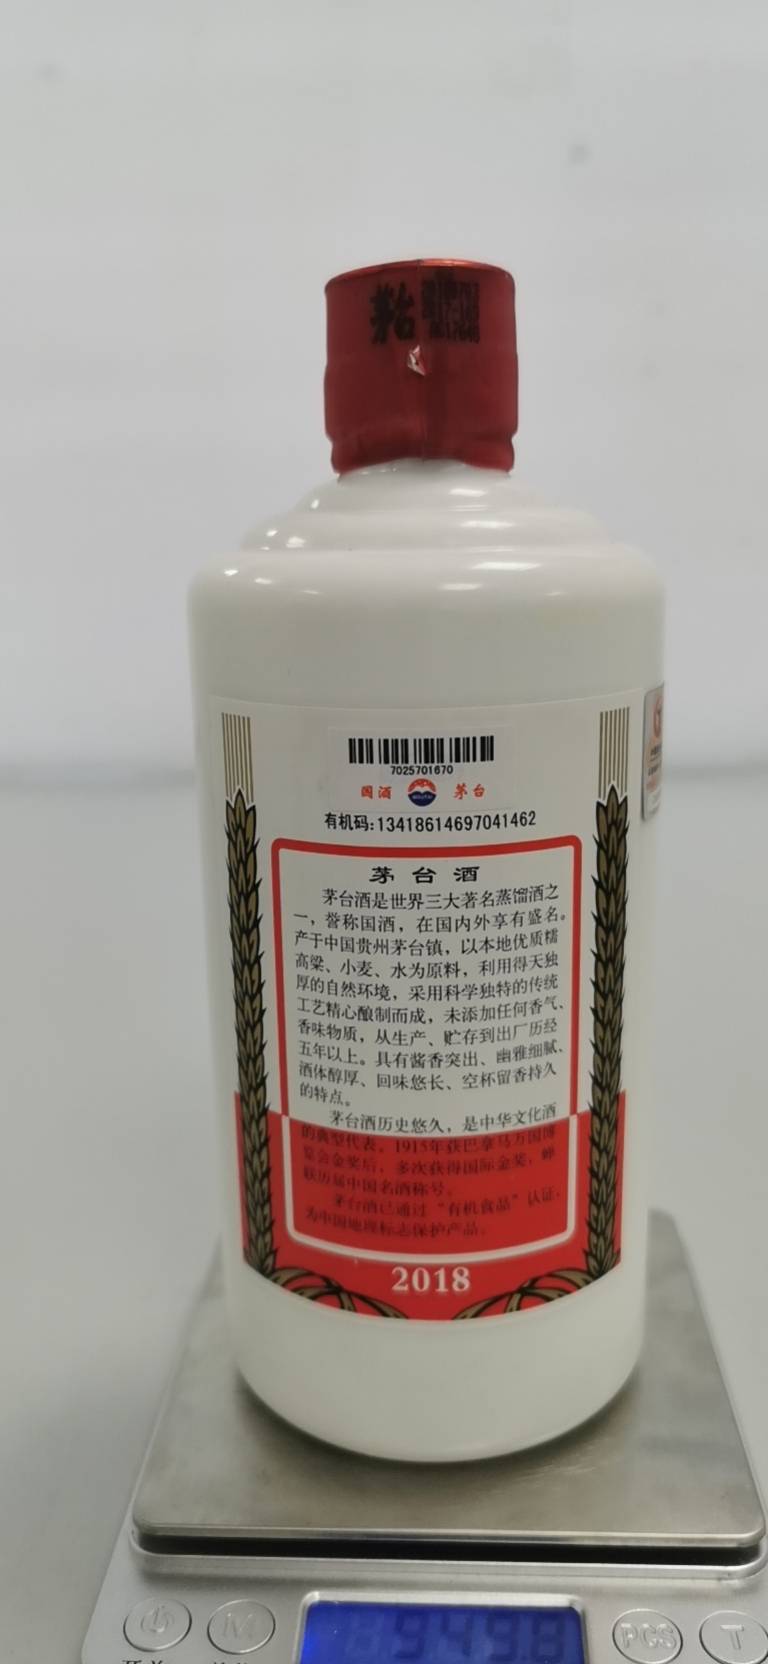 茅台
7025701670
国酒 茅台
有机码:13418614697041462
茅台酒
茅台酒是世界三大著名蒸馏酒之
一，誉称国酒，在国内外享有盛名。
产于中国贵州茅台镇，以本地优质糯
高粱、小麦、水为原料，利用得天独
厚的自然环境，采用科学独特的传统
工艺精心酿制而成，未添加任何香气、
香味物质，从生产、贮存到出厂历经
五年以上。具有酱香突出、幽雅细腻、
酒体醇厚、回味悠长、空杯留香持久
的特点。
茅台酒历史悠久，是中华文化酒
的典型代表。1915年获巴拿马万国博
览会金奖后，多次获得国际金奖，蝉
联历届中国名酒称号。
茅台酒已通过“有机食品”认证，
为中国地理标志保护产品。
2018
M
PCS
T